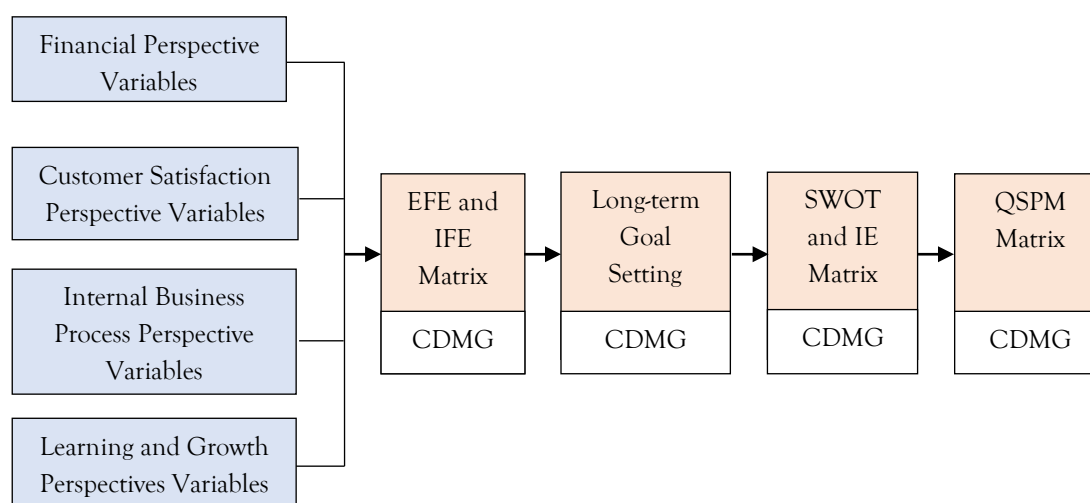 Financial Perspective
Variables
Customer Satisfaction
Perspective Variables
Internal Business
Process Perspective
Variables
Learning and Growth
Perspectives Variables
EFE and
IFE
Matrix
CDMG
Long-term
Goal
Setting
CDMG
SWOT
and IE
Matrix
CDMG
QSPM
Matrix
CDMG